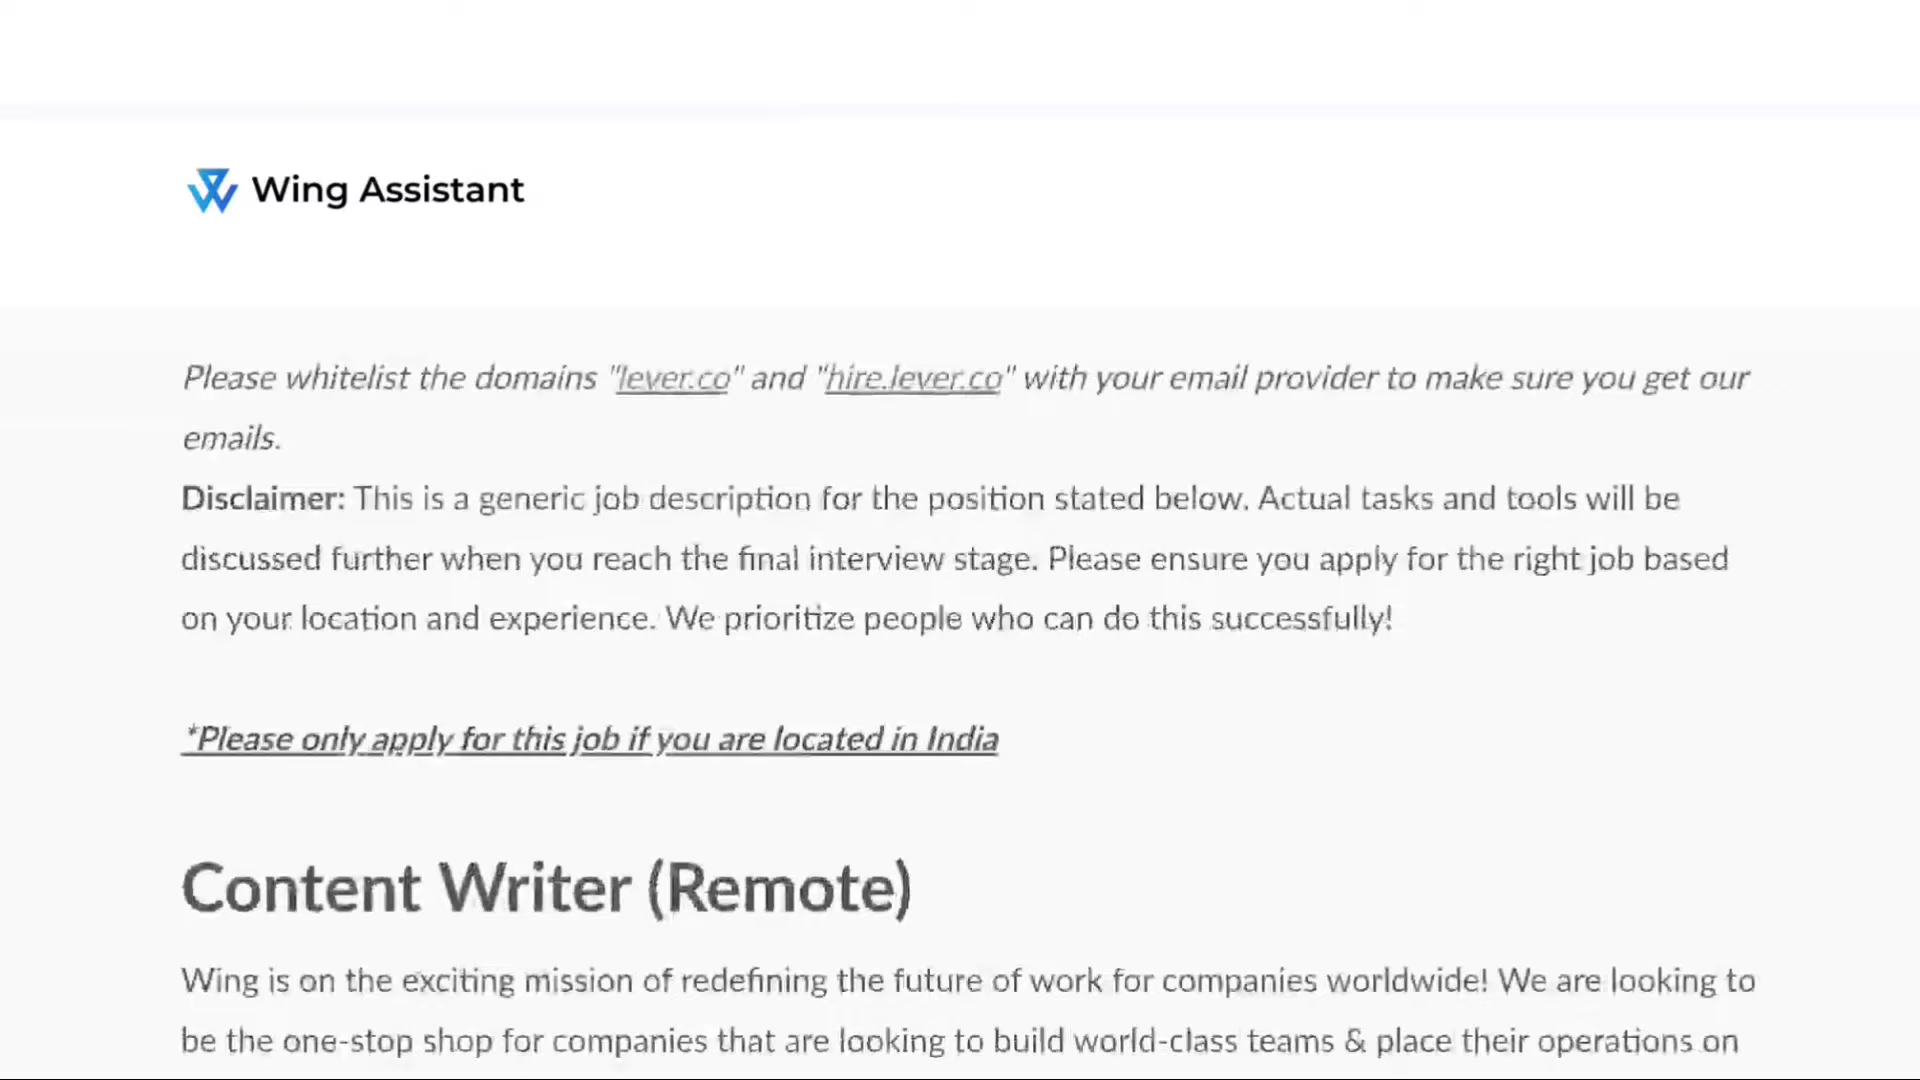 Wing Assistant
Please whitelist the domains "lever.co" and "hire.lever.co" with your email provider to make sure you get our
emails.
Disclaimer: This is a generic job description for the position stated below. Actual tasks and tools will be
discussed further when you reach the final interview stage. Please ensure you apply for the right job based
on your location and experience. We prioritize people who can do this successfully!
*Please only apply for this job if you are located in India
Content Writer (Remote)
Wing is on the exciting mission of redefining the future of work for companies worldwide! We are looking to
be the one-stop shop for companies that are looking to build world-class teams & place their operations on